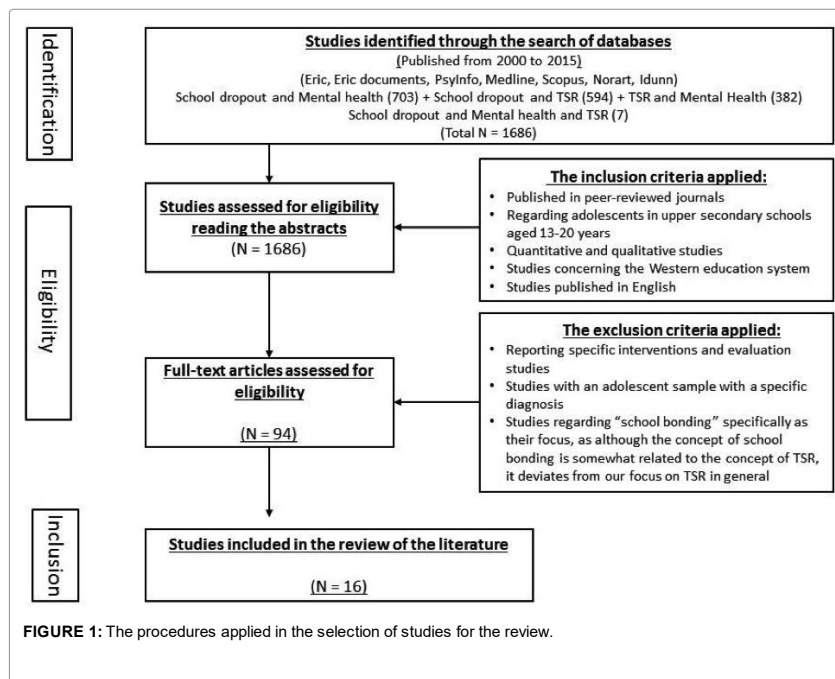 Identification
Studies identified through the search of databases
(Published from 2000 to 2015)
(Eric, Eric documents, PsyInfo, Medline, Scopus, Norart, Idunn)
School dropout and Mental health (703) + School dropout and TSR (594) + TSR and Mental Health (382)
School dropout and Mental health and TSR (7)
(Total N = 1686)
Eligibility
Studies assessed for eligibility
reading the abstracts
(N = 1686)
The inclusion criteria applied:
• Published in peer-reviewed journals
• Regarding adolescents in upper secondary schools
aged 13-20 years
• Quantitative and qualitative studies
• Studies concerning the Western education system
• Studies published in English
Full-text articles assessed for
eligibility
(N = 94)
The exclusion criteria applied:
• Reporting specific interventions and evaluation
studies
• Studies with an adolescent sample with a specific
diagnosis
• Studies regarding “school bonding” specifically as
their focus, as although the concept of school
bonding is somewhat related to the concept of TSR,
it deviates from our focus on TSR in general
Inclusion
Studies included in the review of the literature
(N = 16)
FIGURE 1: The procedures applied in the selection of studies for the review.